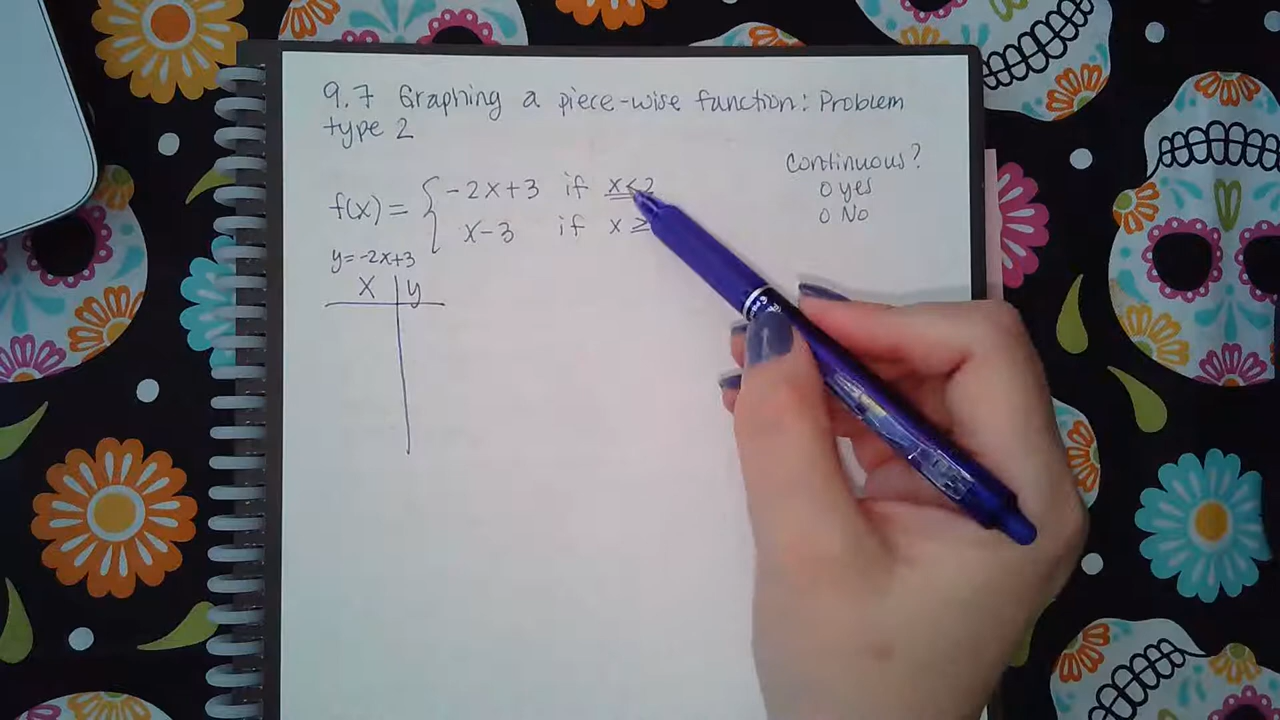 9.7 Graphing a piece-wise function: Problem
type 2
Continuous?
f(x) = { -2x+3 if x<2
x-3 if x ≥
O yes
O No
y=-2x+3
x y